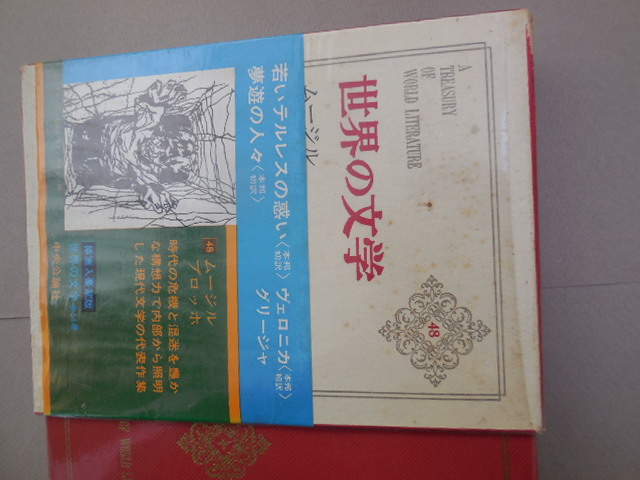 A
TREASURY
OF
WORLD LITERATURE
世界の文学
ムージル
48
若いテルレスの惑い〈本邦初訳〉 ヴェロニカ〈本邦初訳〉
夢遊の人々〈本邦初訳〉 グリージャ
48 ムージル
ブロッホ
時代の危機と混迷を豊か
な構想力で内部から照明
した現代文学の代表作集
中央公論社